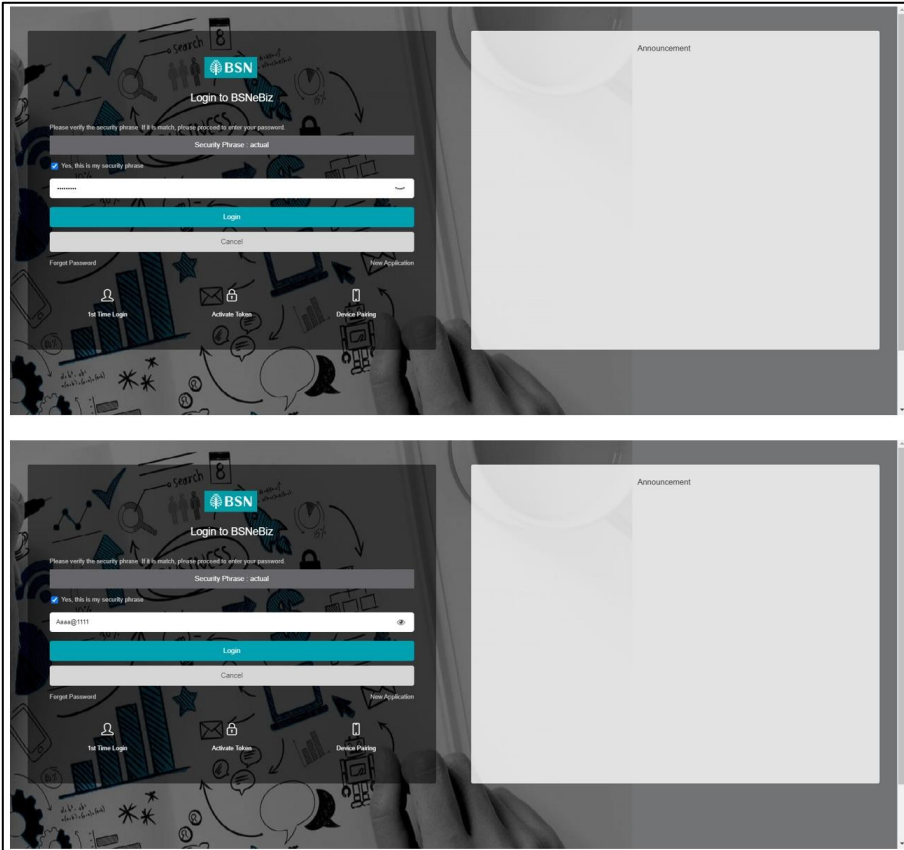 search 8
BSN
Announcement
Login to BSNeBiz
Please verify the security phrase. If it is match, please proceed to enter your password.
Security Phrase : actual
Yes, this is my security phrase
•••••••••
Login
Cancel
Forgot Password New Application
1st Time Login Activate Token Device Pairing
search 8
BSN
Announcement
Login to BSNeBiz
Please verify the security phrase. If it is match, please proceed to enter your password.
Security Phrase : actual
Yes, this is my security phrase
Aaaa@1111
Login
Cancel
Forgot Password New Application
1st Time Login Activate Token Device Pairing